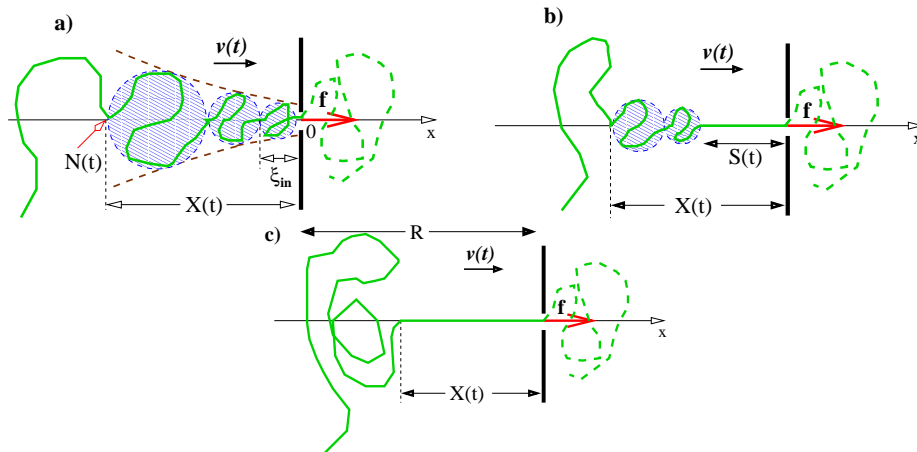 a)
v(t)
f
0
x
N(t)
ξin
X(t)
b)
v(t)
f
x
S(t)
X(t)
c)
R
v(t)
f
x
X(t)